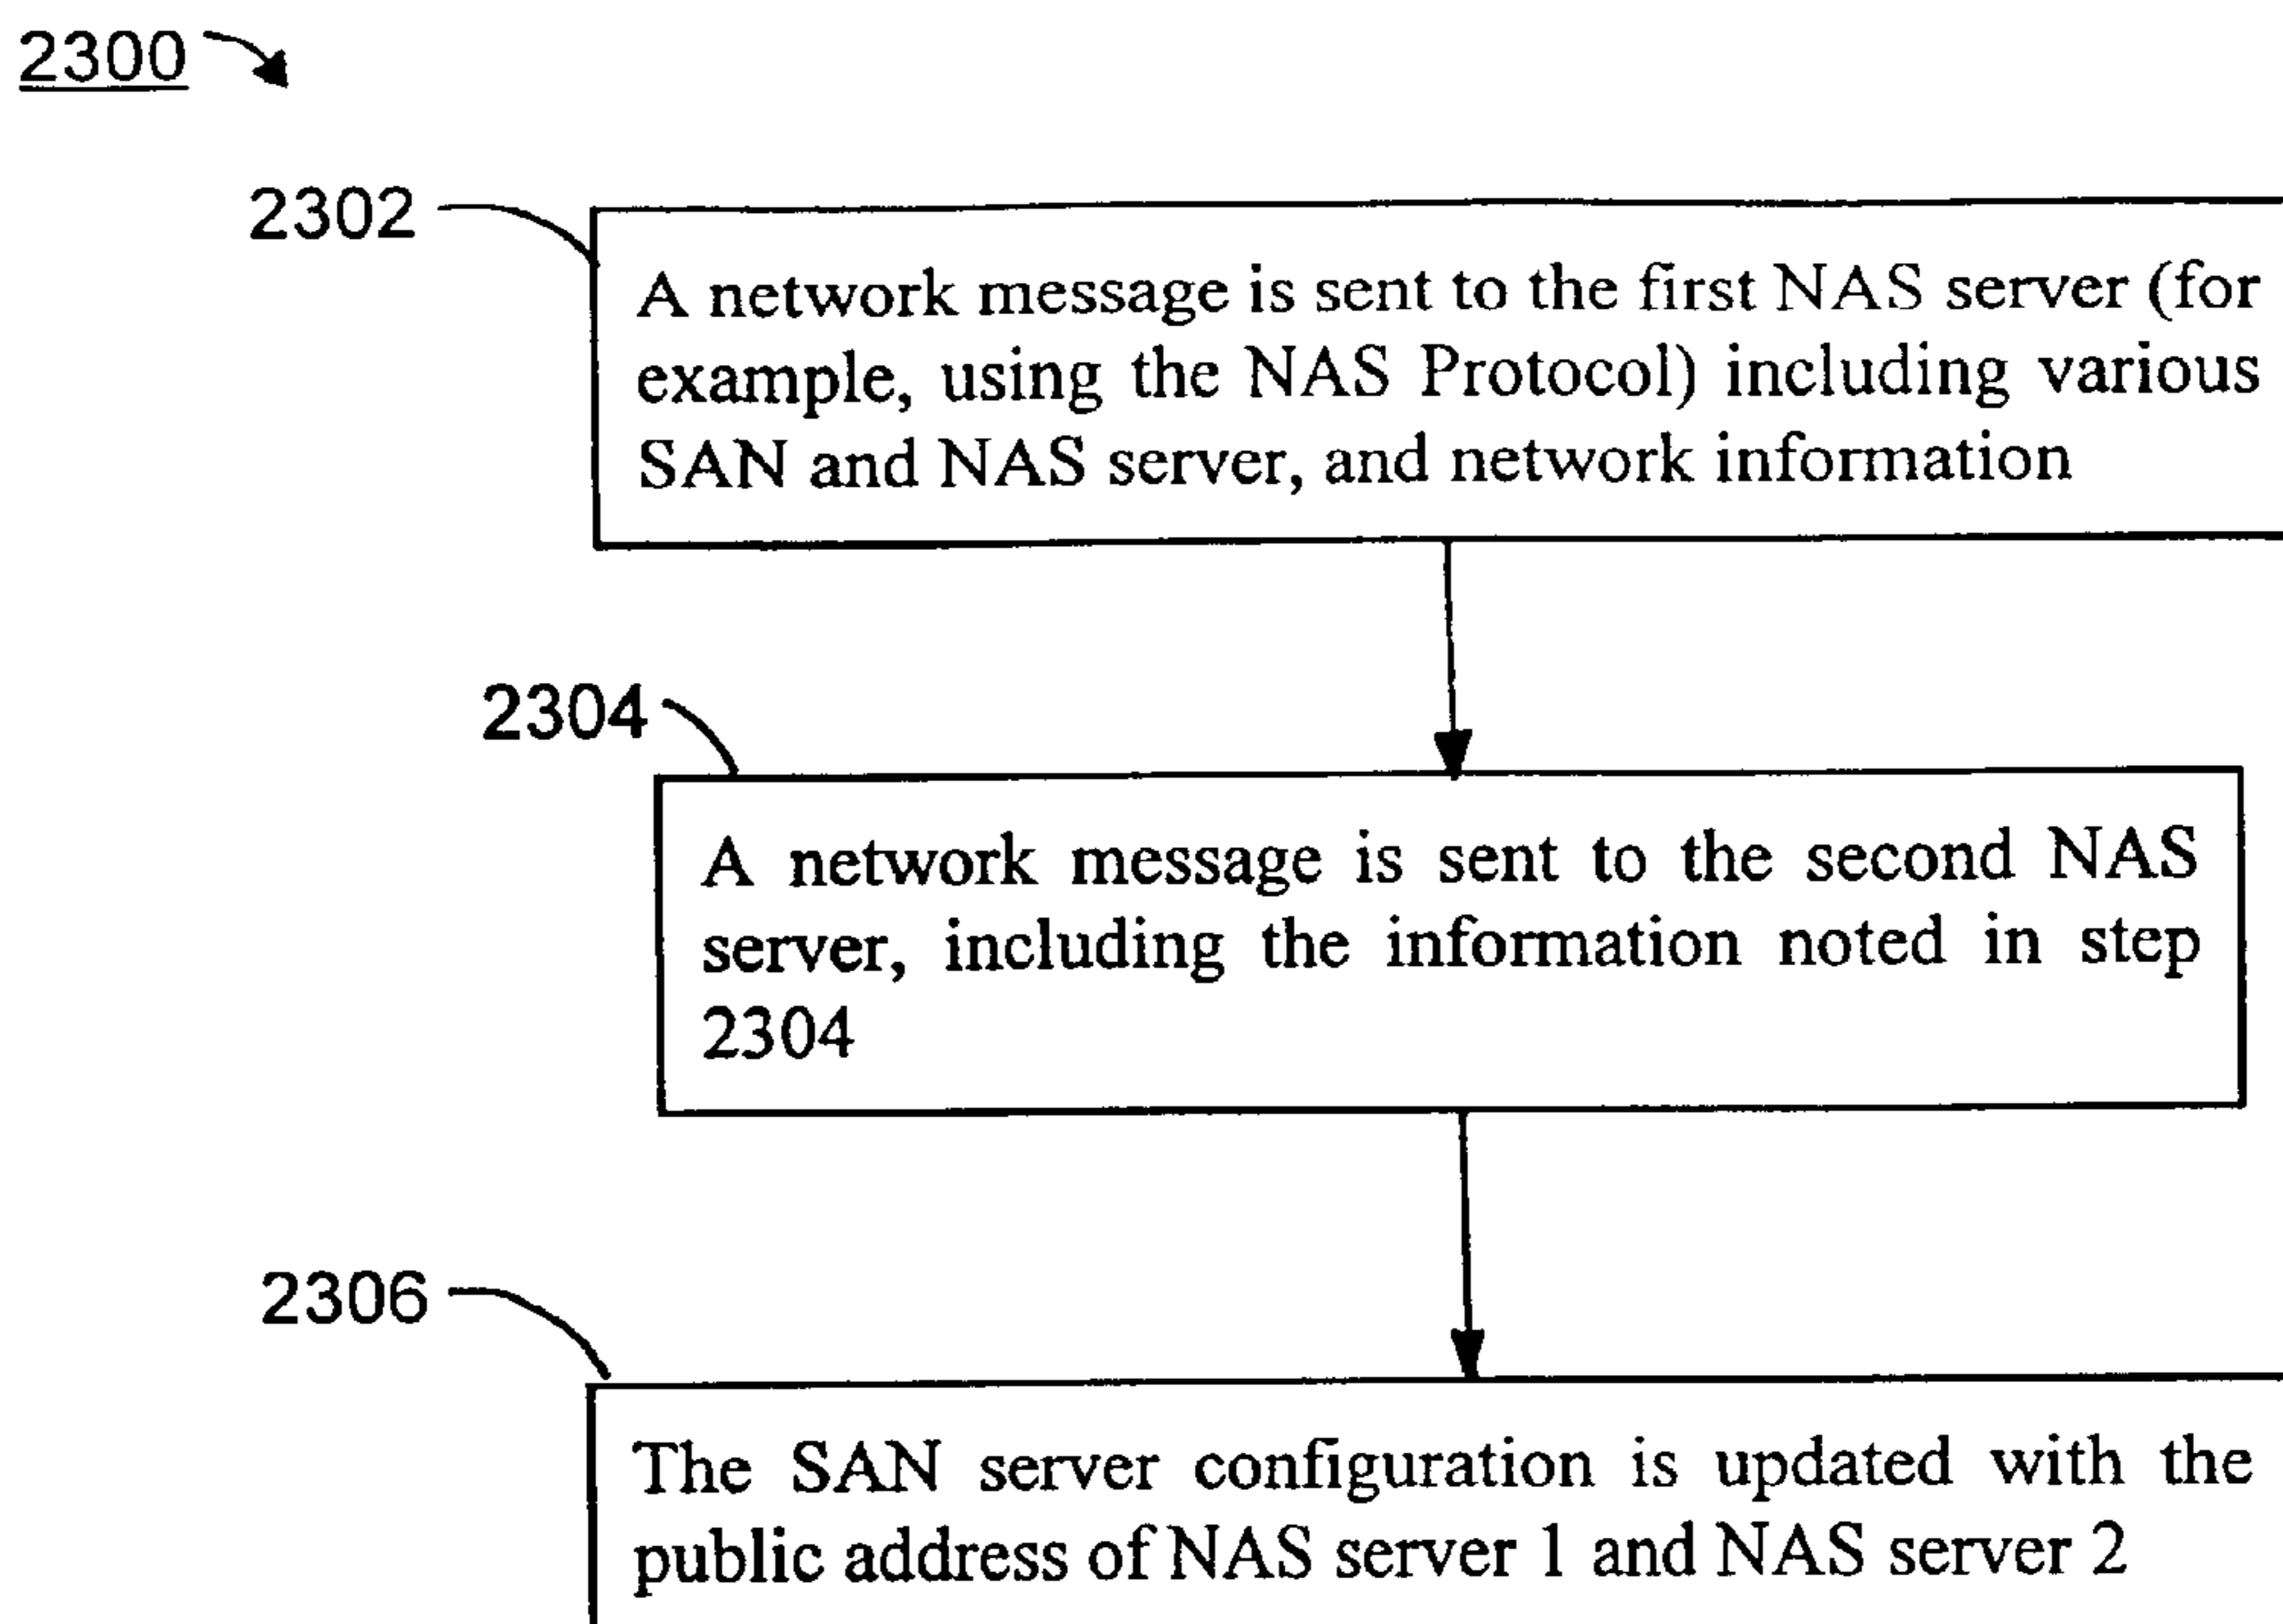 2300
2302
A network message is sent to the first NAS server (for
example, using the NAS Protocol) including various
SAN and NAS server, and network information
2304
A network message is sent to the second NAS
server, including the information noted in step
2304
2306
The SAN server configuration is updated with the
public address of NAS server 1 and NAS server 2